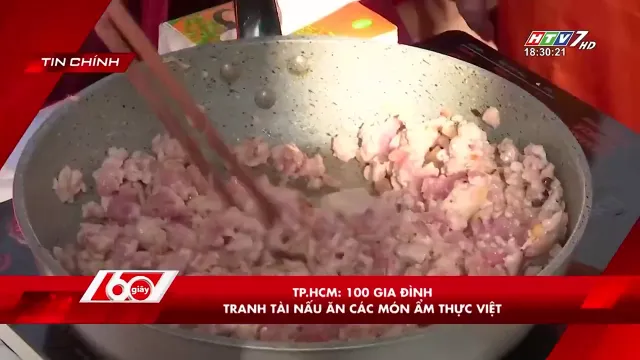 TIN CHÍNH
HTV7 HD
18:30:21
60 giây
TP.HCM: 100 GIA ĐÌNH
TRANH TÀI NẤU ĂN CÁC MÓN ẨM THỰC VIỆT